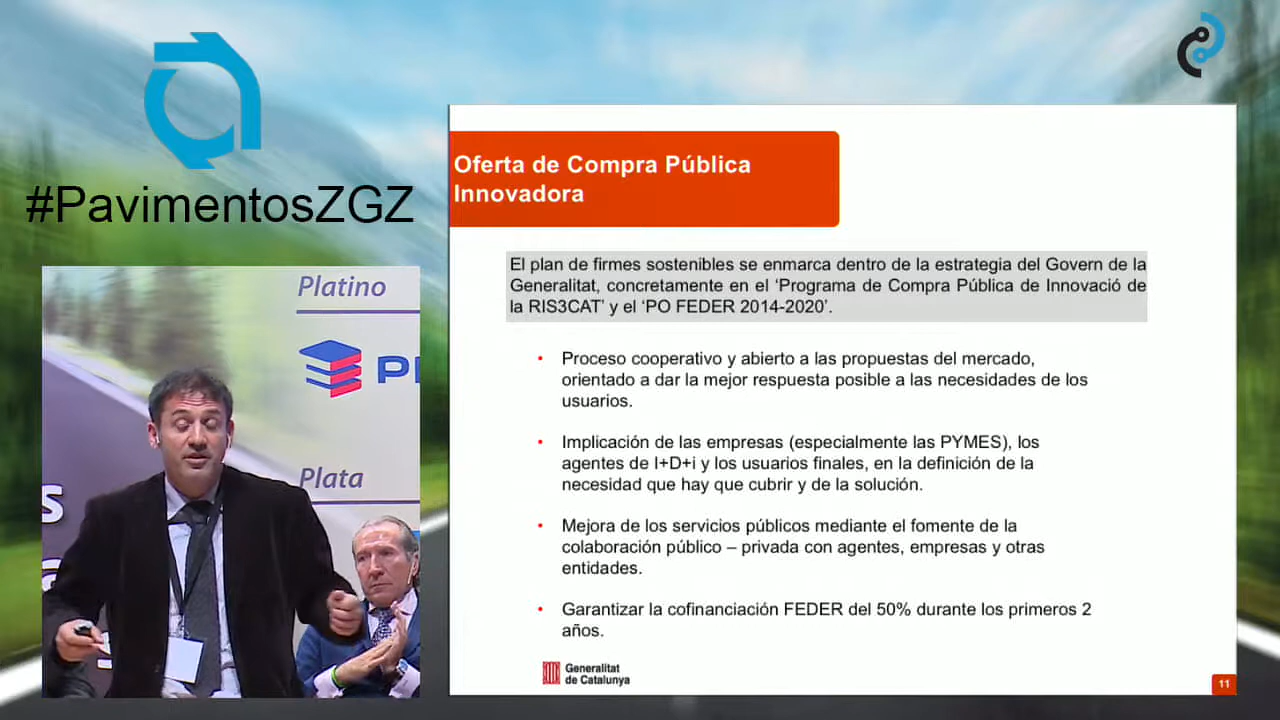 #PavimentosZGZ
Platino
Plata
Oferta de Compra Pública
Innovadora
El plan de firmes sostenibles se enmarca dentro de la estrategia del Govern de la
Generalitat, concretamente en el ‘Programa de Compra Pública de Innovació de
la RIS3CAT’ y el ‘PO FEDER 2014-2020’.
• Proceso cooperativo y abierto a las propuestas del mercado,
orientado a dar la mejor respuesta posible a las necesidades de los
usuarios.
• Implicación de las empresas (especialmente las PYMES), los
agentes de I+D+i y los usuarios finales, en la definición de la
necesidad que hay que cubrir y de la solución.
• Mejora de los servicios públicos mediante el fomente de la
colaboración público – privada con agentes, empresas y otras
entidades.
• Garantizar la cofinanciación FEDER del 50% durante los primeros 2
años.
Generalitat
de Catalunya
11